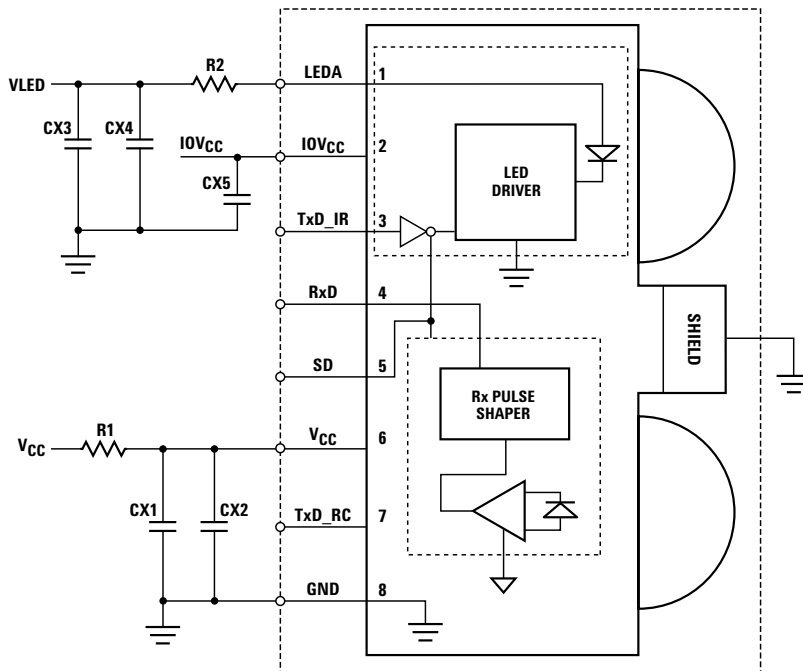 R2
LEDA
1
VLED
CX3
CX4
IOVCC
IOVCC
2
CX5
LED
DRIVER
TxD_IR
3
RxD
4
SHIELD
SD
5
Rx PULSE
SHAPER
VCC
R1
VCC
6
CX1
CX2
TxD_RC
7
GND
8